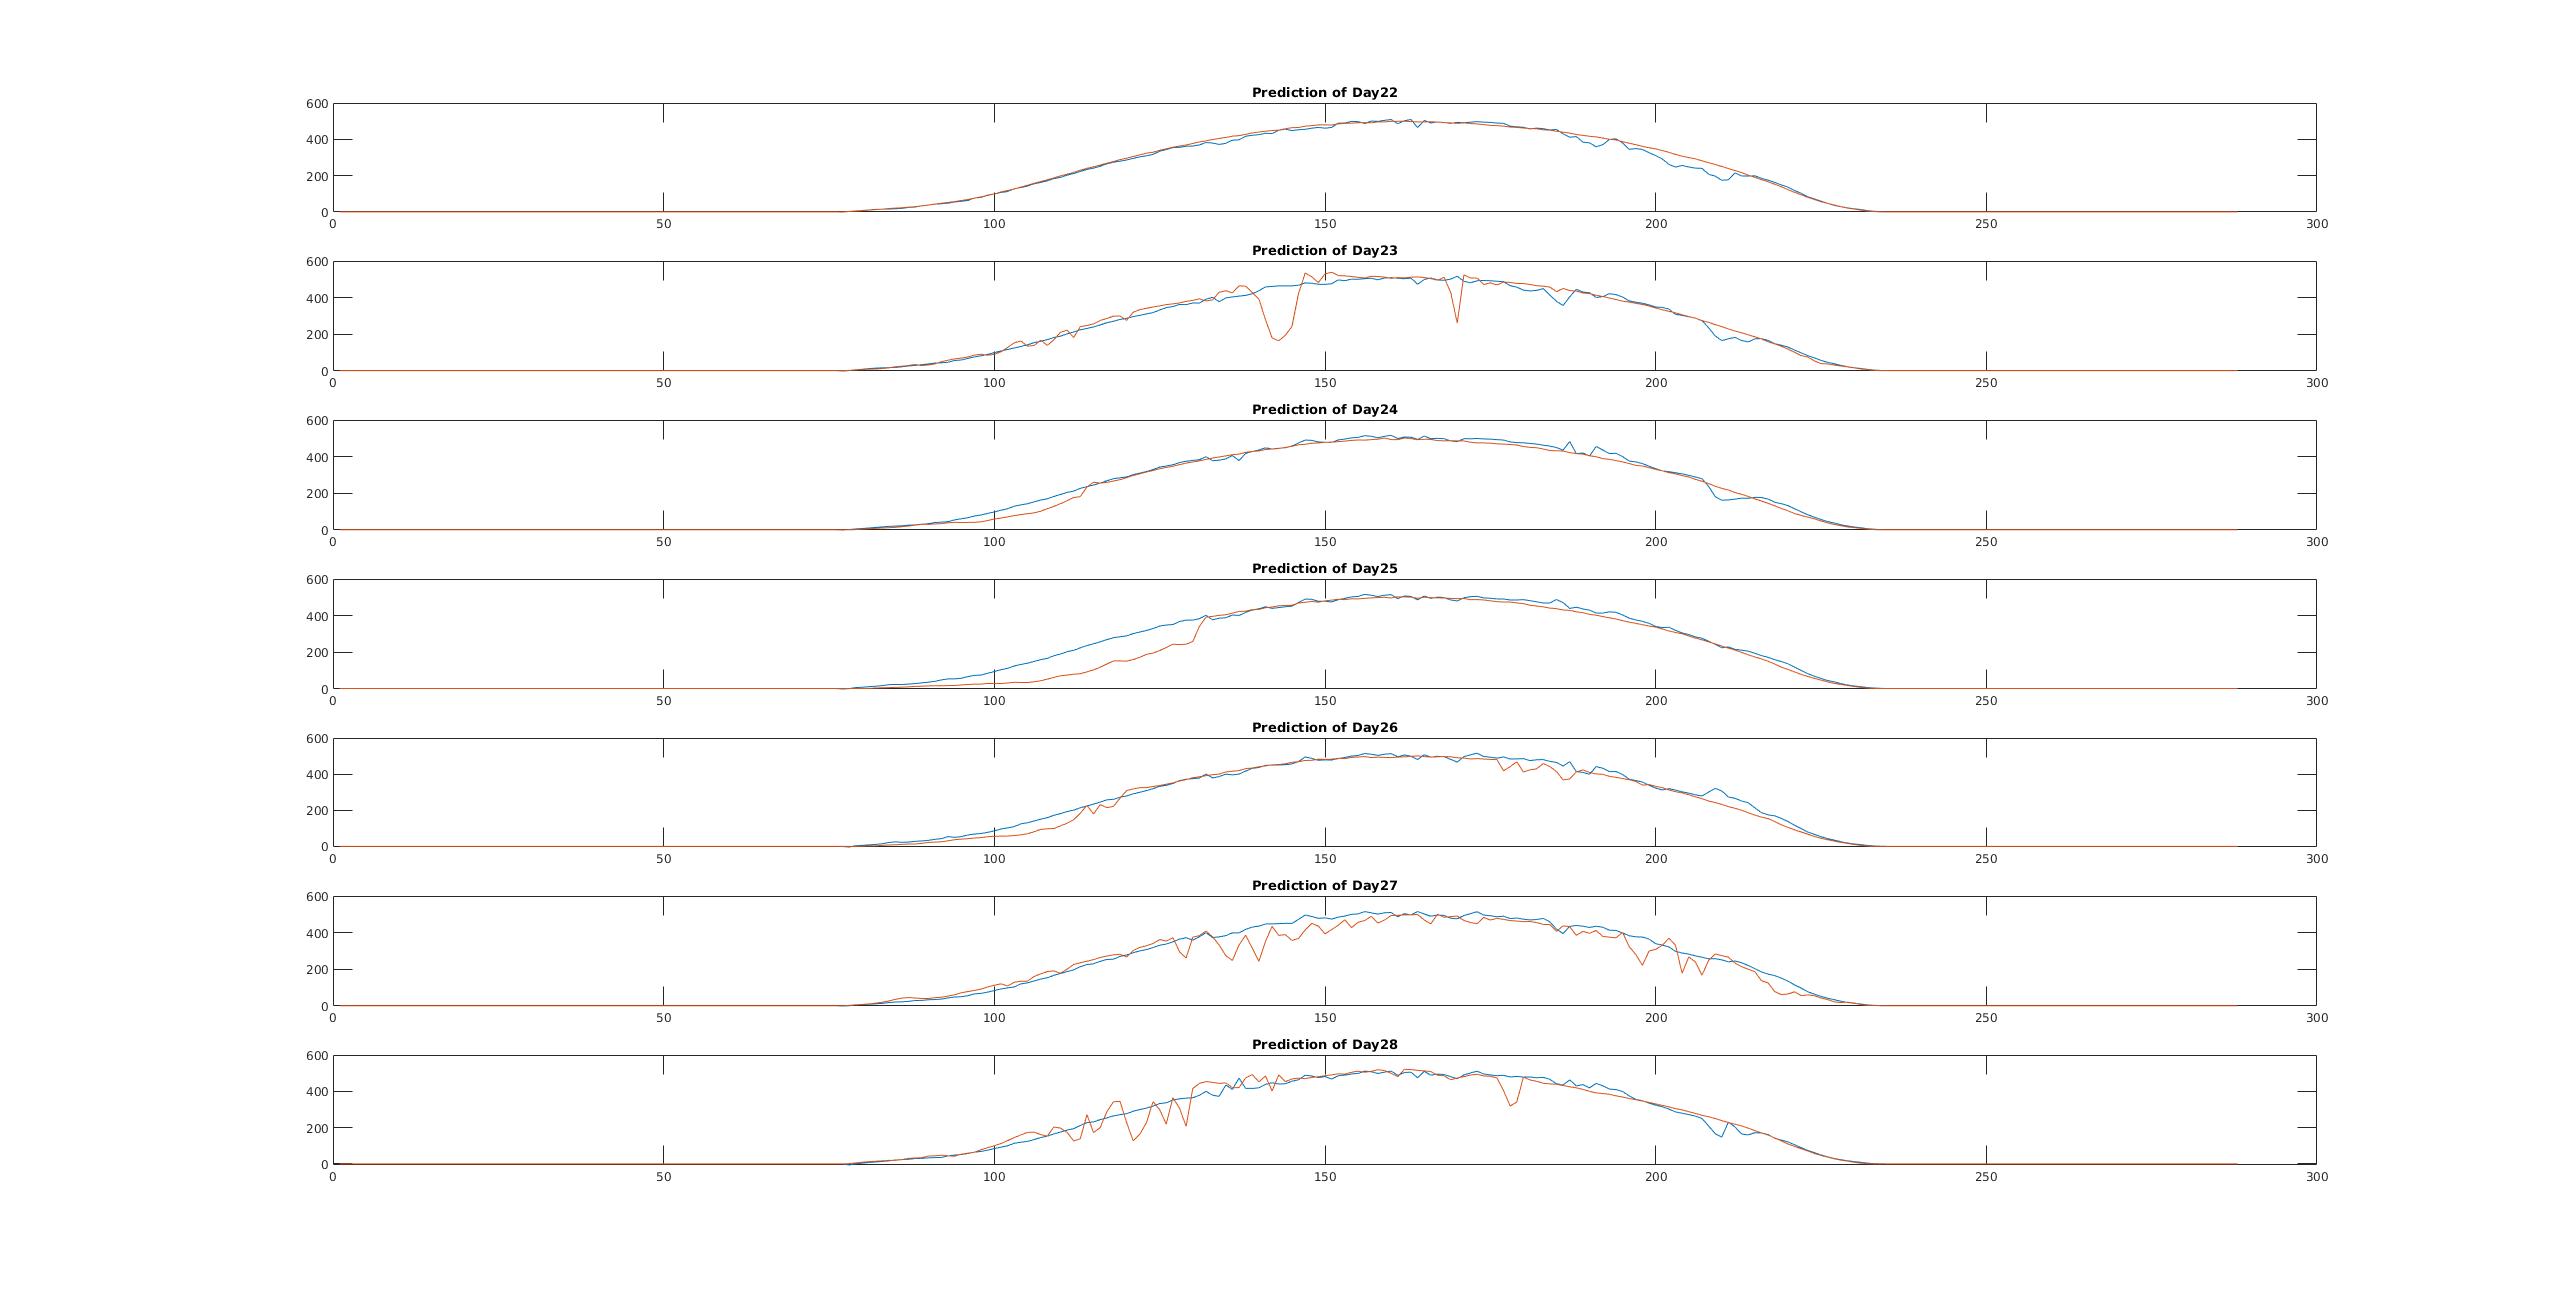 Prediction of Day22
600
400
200
0
0 50 100 150 200 250 300
Prediction of Day23
600
400
200
0
0 50 100 150 200 250 300
Prediction of Day24
600
400
200
0
0 50 100 150 200 250 300
Prediction of Day25
600
400
200
0
0 50 100 150 200 250 300
Prediction of Day26
600
400
200
0
0 50 100 150 200 250 300
Prediction of Day27
600
400
200
0
0 50 100 150 200 250 300
Prediction of Day28
600
400
200
0
0 50 100 150 200 250 300